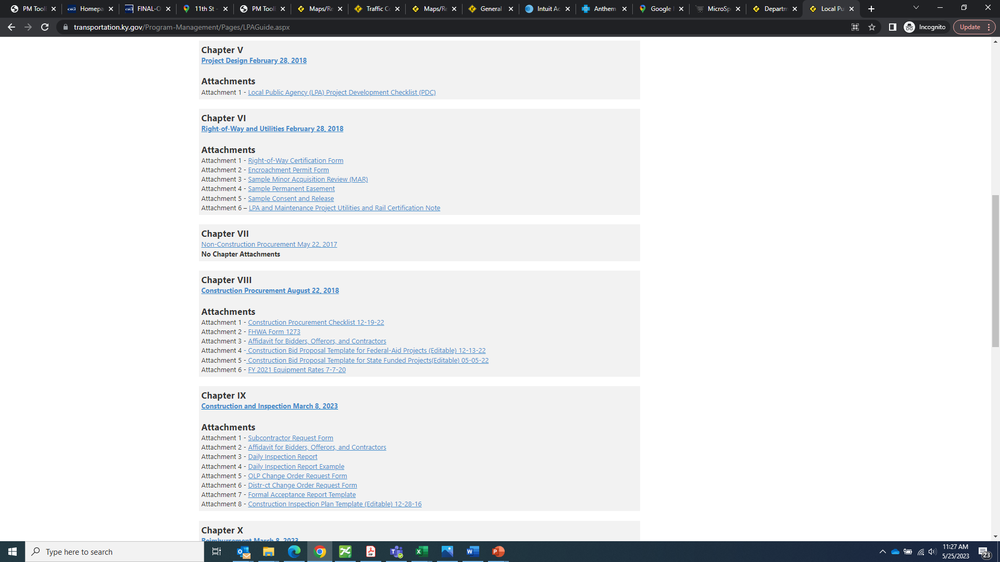 PM Tool
Homepa
FINAL-O
11th St -
PM Tool
Maps/Re
Traffic Co
Maps/Re
General
Intuit Ac
Anthem
Google
MicroSp
Departm
Local Pu
transportation.ky.gov/Program-Management/Pages/LPAGuide.aspx
Incognito
Update
Chapter V
Project Design February 28, 2018
Attachments
Attachment 1 - Local Public Agency (LPA) Project Development Checklist (PDC)
Chapter VI
Right-of-Way and Utilities February 28, 2018
Attachments
Attachment 1 - Right-of-Way Certification Form
Attachment 2 - Encroachment Permit Form
Attachment 3 - Sample Minor Acquisition Review (MAR)
Attachment 4 - Sample Permanent Easement
Attachment 5 - Sample Consent and Release
Attachment 6 – LPA and Maintenance Project Utilities and Rail Certification Note
Chapter VII
Non-Construction Procurement May 22, 2017
No Chapter Attachments
Chapter VIII
Construction Procurement August 22, 2018
Attachments
Attachment 1 - Construction Procurement Checklist 12-19-22
Attachment 2 - FHWA Form 1273
Attachment 3 - Affidavit for Bidders, Offerors, and Contractors
Attachment 4 - Construction Bid Proposal Template for Federal-Aid Projects (Editable) 12-13-22
Attachment 5 - Construction Bid Proposal Template for State Funded Projects(Editable) 05-05-22
Attachment 6 - FY 2021 Equipment Rates 7-7-20
Chapter IX
Construction and Inspection March 8, 2023
Attachments
Attachment 1 - Subcontractor Request Form
Attachment 2 - Affidavit for Bidders, Offerors, and Contractors
Attachment 3 - Daily Inspection Report
Attachment 4 - Daily Inspection Report Example
Attachment 5 - OLP Change Order Request Form
Attachment 6 - Distr-ct Change Order Request Form
Attachment 7 - Formal Acceptance Report Template
Attachment 8 - Construction Inspection Plan Template (Editable) 12-28-16
Chapter X
Reimbursement March 8, 2023
Type here to search
11:27 AM
5/25/2023
23